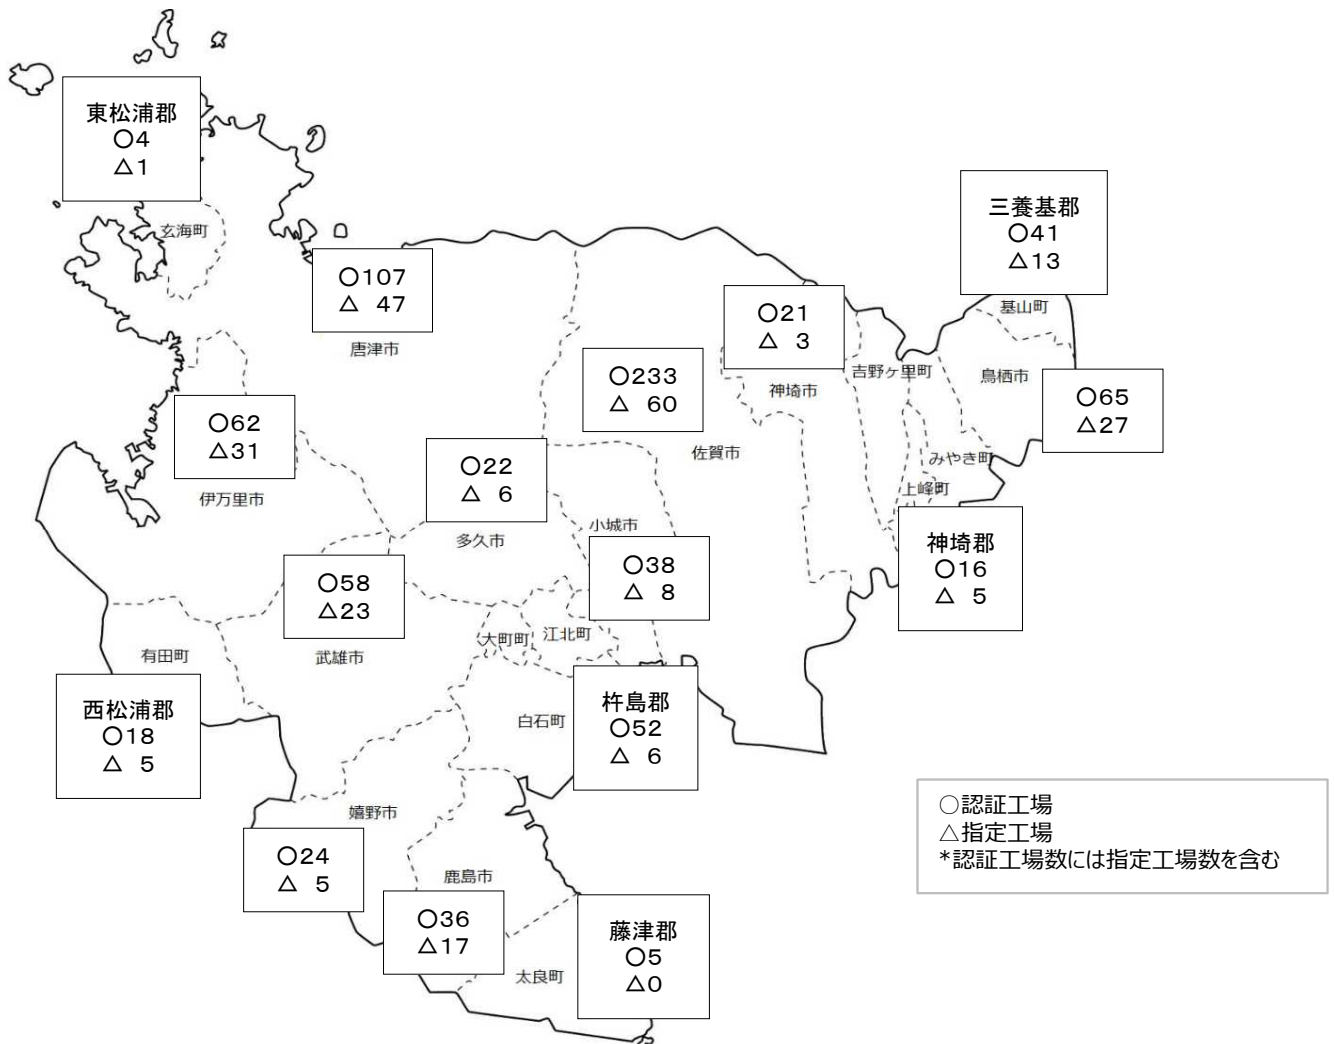 東松浦郡
○4
△1
玄海町
三養基郡
○41
△13
基山町
○107
△ 47
唐津市
○21
△ 3
神埼市
吉野ヶ里町
鳥栖市
○233
△ 60
佐賀市
○65
△27
○62
△31
伊万里市
○22
△ 6
多久市
みやき町
上峰町
小城市
○38
△ 8
神埼郡
○16
△ 5
○58
△23
武雄市
大町町
江北町
有田町
西松浦郡
○18
△ 5
白石町
杵島郡
○52
△ 6
嬉野市
○24
△ 5
鹿島市
○36
△17
藤津郡
○5
△0
太良町
○認証工場
△指定工場
*認証工場数には指定工場数を含む